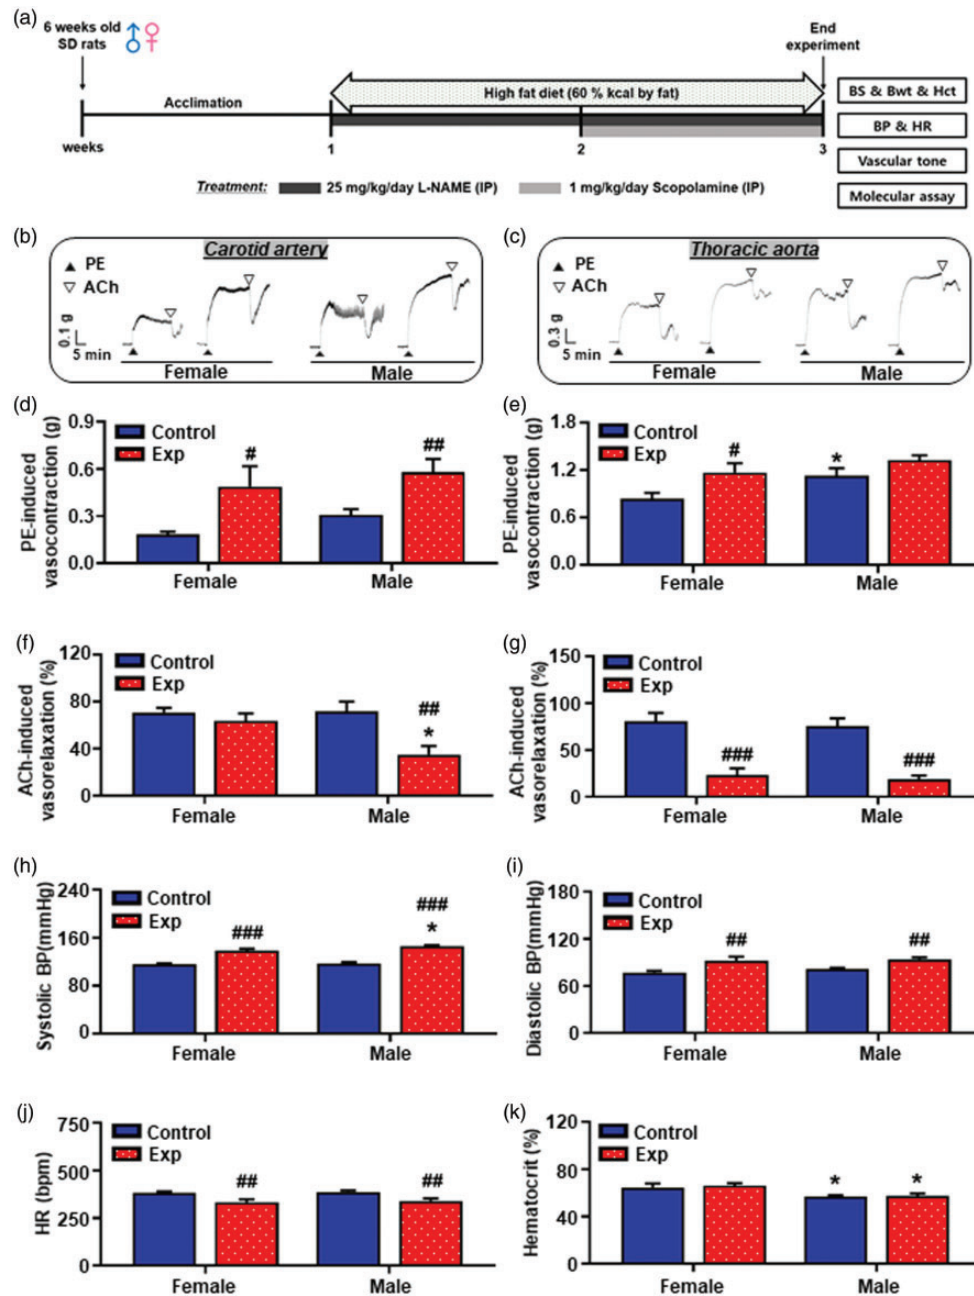 (a)
6 weeks old
SD rats
End
experiment
Acclimation
High fat diet (60 % kcal by fat)
weeks
1
2
3
Treatment:
25 mg/kg/day L-NAME (IP)
1 mg/kg/day Scopolamine (IP)
BS & Bwt & Hct
BP & HR
Vascular tone
Molecular assay
(b)
Carotid artery
PE
ACh
0.1 g
5 min
Female
Male
(c)
Thoracic aorta
PE
ACh
0.3 g
5 min
Female
Male
(d)
PE-induced
vasocontraction (g)
0.9
0.6
0.3
0.0
Control
Exp
#
##
Female
Male
(e)
PE-induced
vasocontraction (g)
1.8
1.2
0.6
0.0
Control
Exp
#
*
Female
Male
(f)
ACh-induced
vasorelaxation (%)
120
80
40
0
Control
Exp
##
*
Female
Male
(g)
ACh-induced
vasorelaxation (%)
150
100
50
0
Control
Exp
###
###
Female
Male
(h)
Systolic BP(mmHg)
240
160
80
0
Control
Exp
###
###
*
Female
Male
(i)
Diastolic BP(mmHg)
180
120
60
0
Control
Exp
##
##
Female
Male
(j)
HR (bpm)
750
500
250
0
Control
Exp
##
##
Female
Male
(k)
Hematocrit (%)
120
80
40
0
Control
Exp
*
*
Female
Male